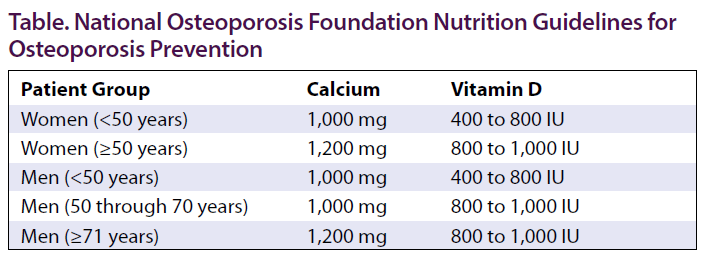 Table. National Osteoporosis Foundation Nutrition Guidelines for
Osteoporosis Prevention
Patient Group Calcium Vitamin D
Women (<50 years) 1,000 mg 400 to 800 IU
Women (≥50 years) 1,200 mg 800 to 1,000 IU
Men (<50 years) 1,000 mg 400 to 800 IU
Men (50 through 70 years) 1,000 mg 800 to 1,000 IU
Men (≥71 years) 1,200 mg 800 to 1,000 IU